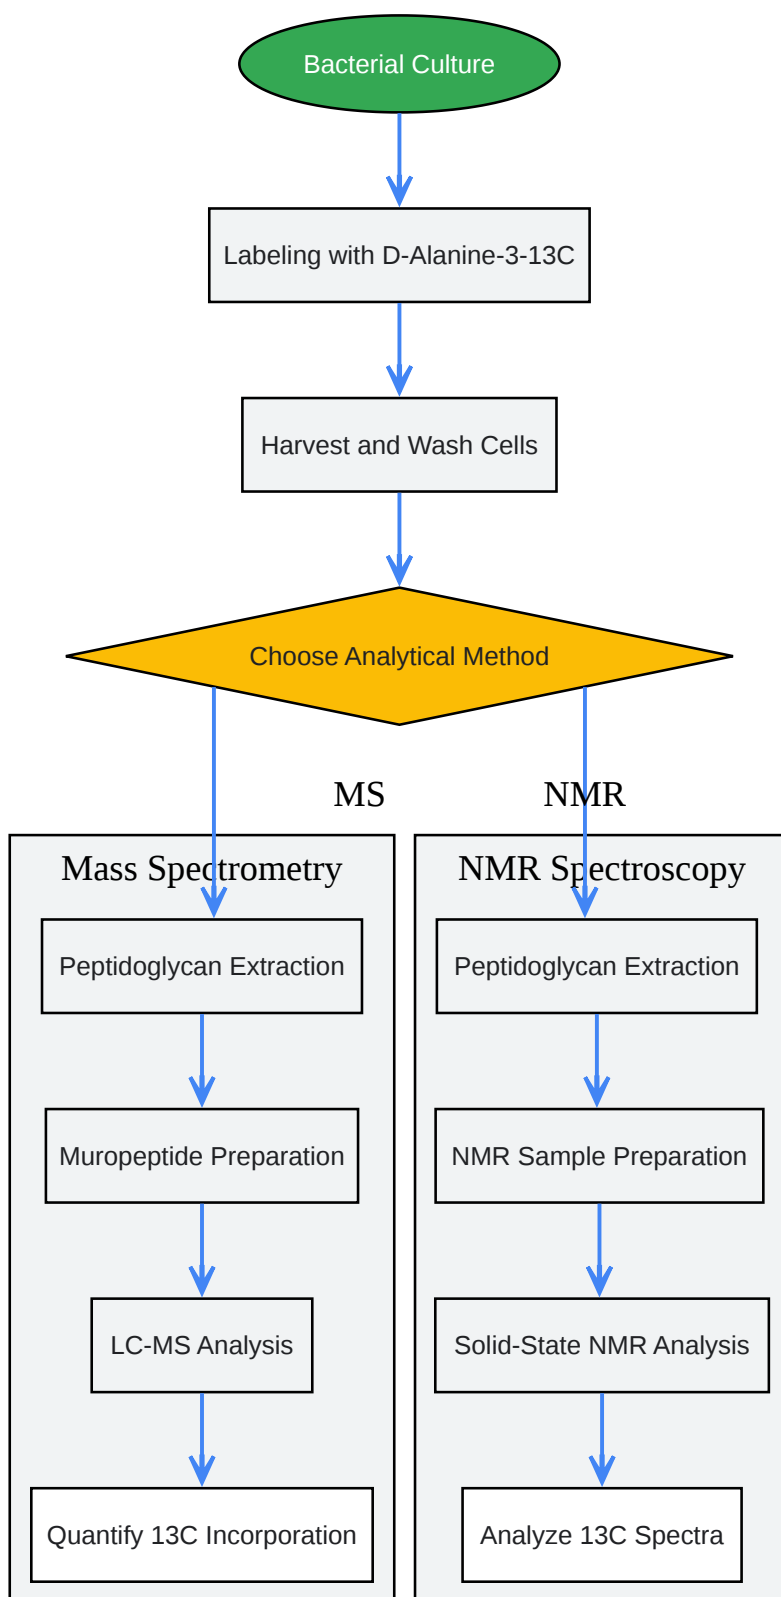 Bacterial Culture
Labeling with D-Alanine-3-13C
Harvest and Wash Cells
Choose Analytical Method
MS
NMR
Mass Spectrometry
Peptidoglycan Extraction
Muropeptide Preparation
LC-MS Analysis
Quantify 13C Incorporation
NMR Spectroscopy
Peptidoglycan Extraction
NMR Sample Preparation
Solid-State NMR Analysis
Analyze 13C Spectra